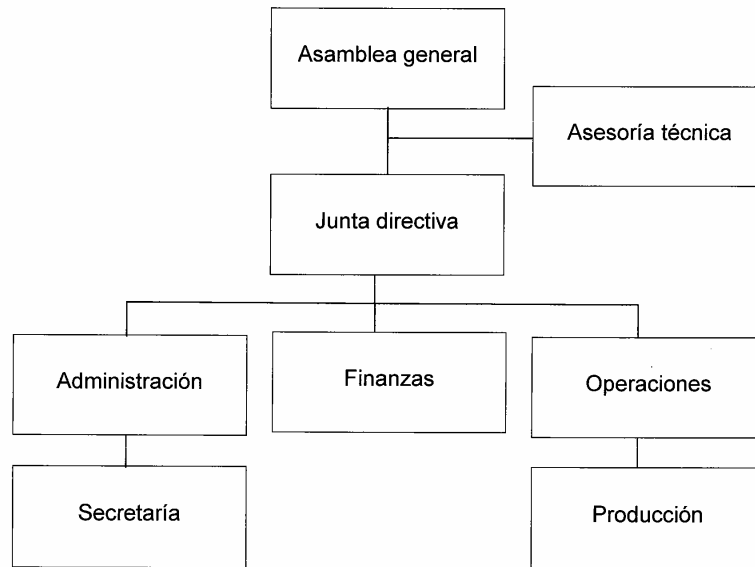 Asamblea general
Asesoría técnica
Junta directiva
Administración
Finanzas
Operaciones
Secretaría
Producción